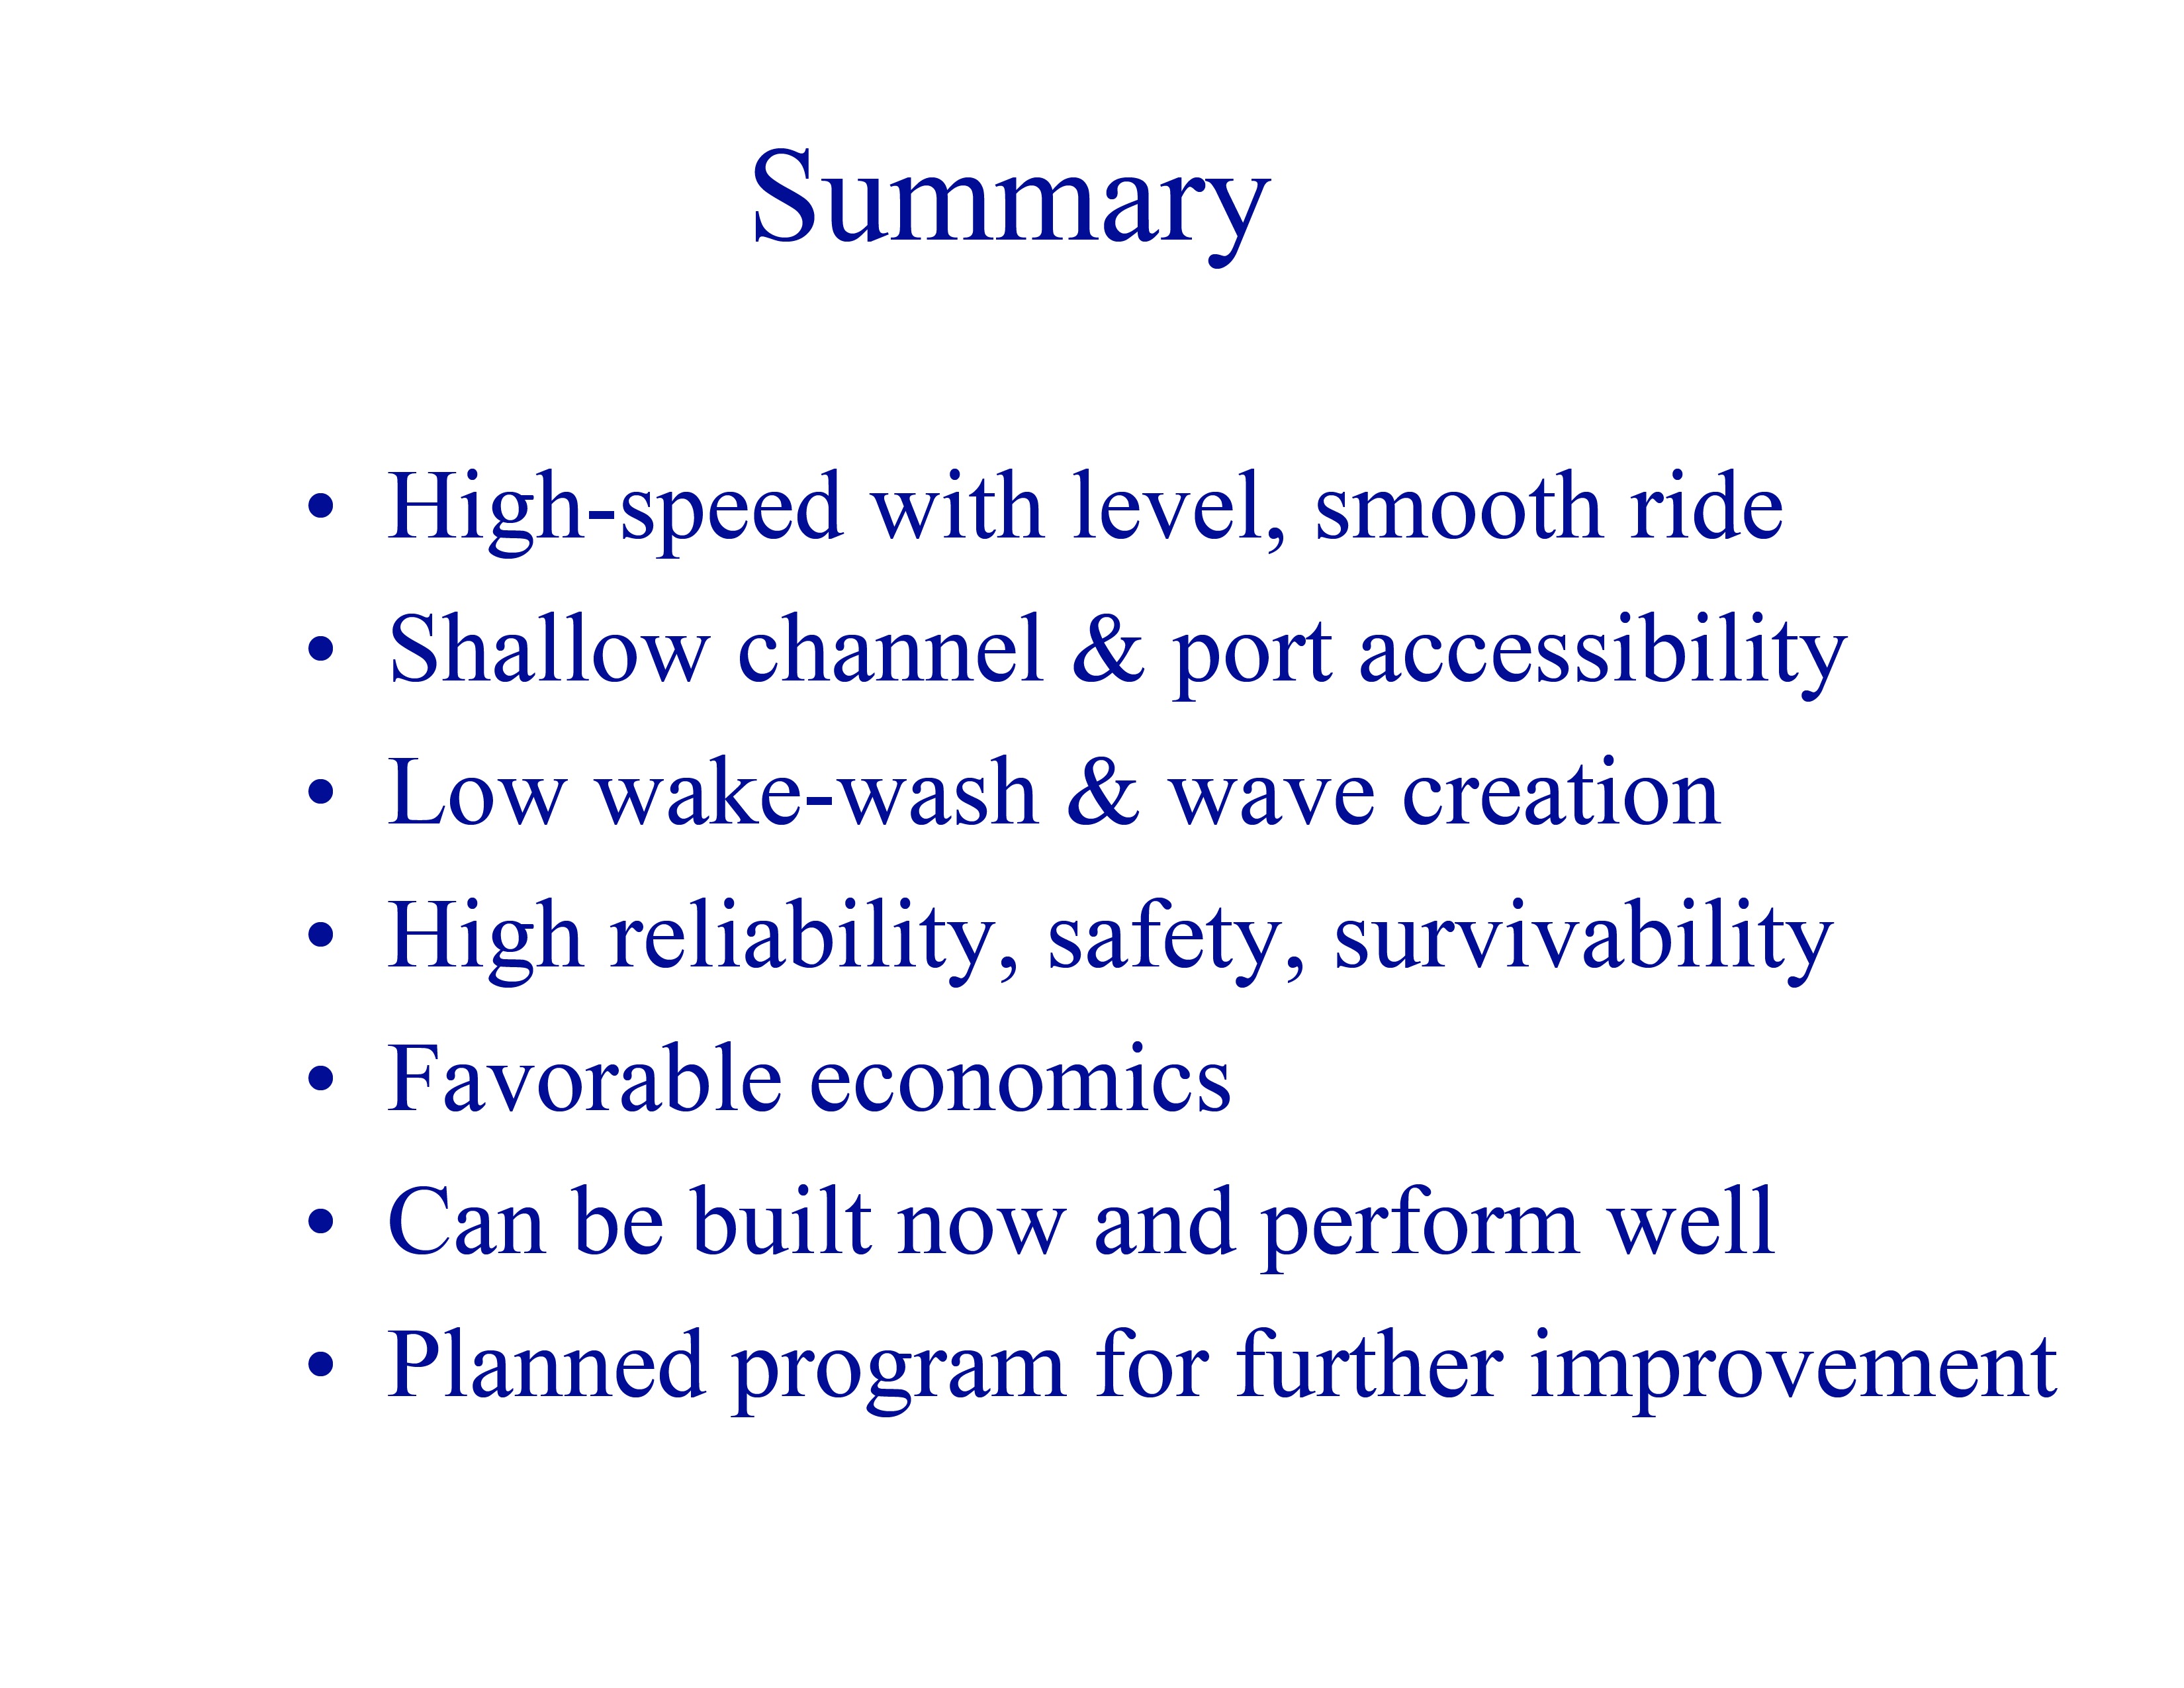 Summary
• High-speed with level, smooth ride
• Shallow channel & port accessibility
• Low wake-wash & wave creation
• High reliability, safety, survivability
• Favorable economics
• Can be built now and perform well
• Planned program for further improvement